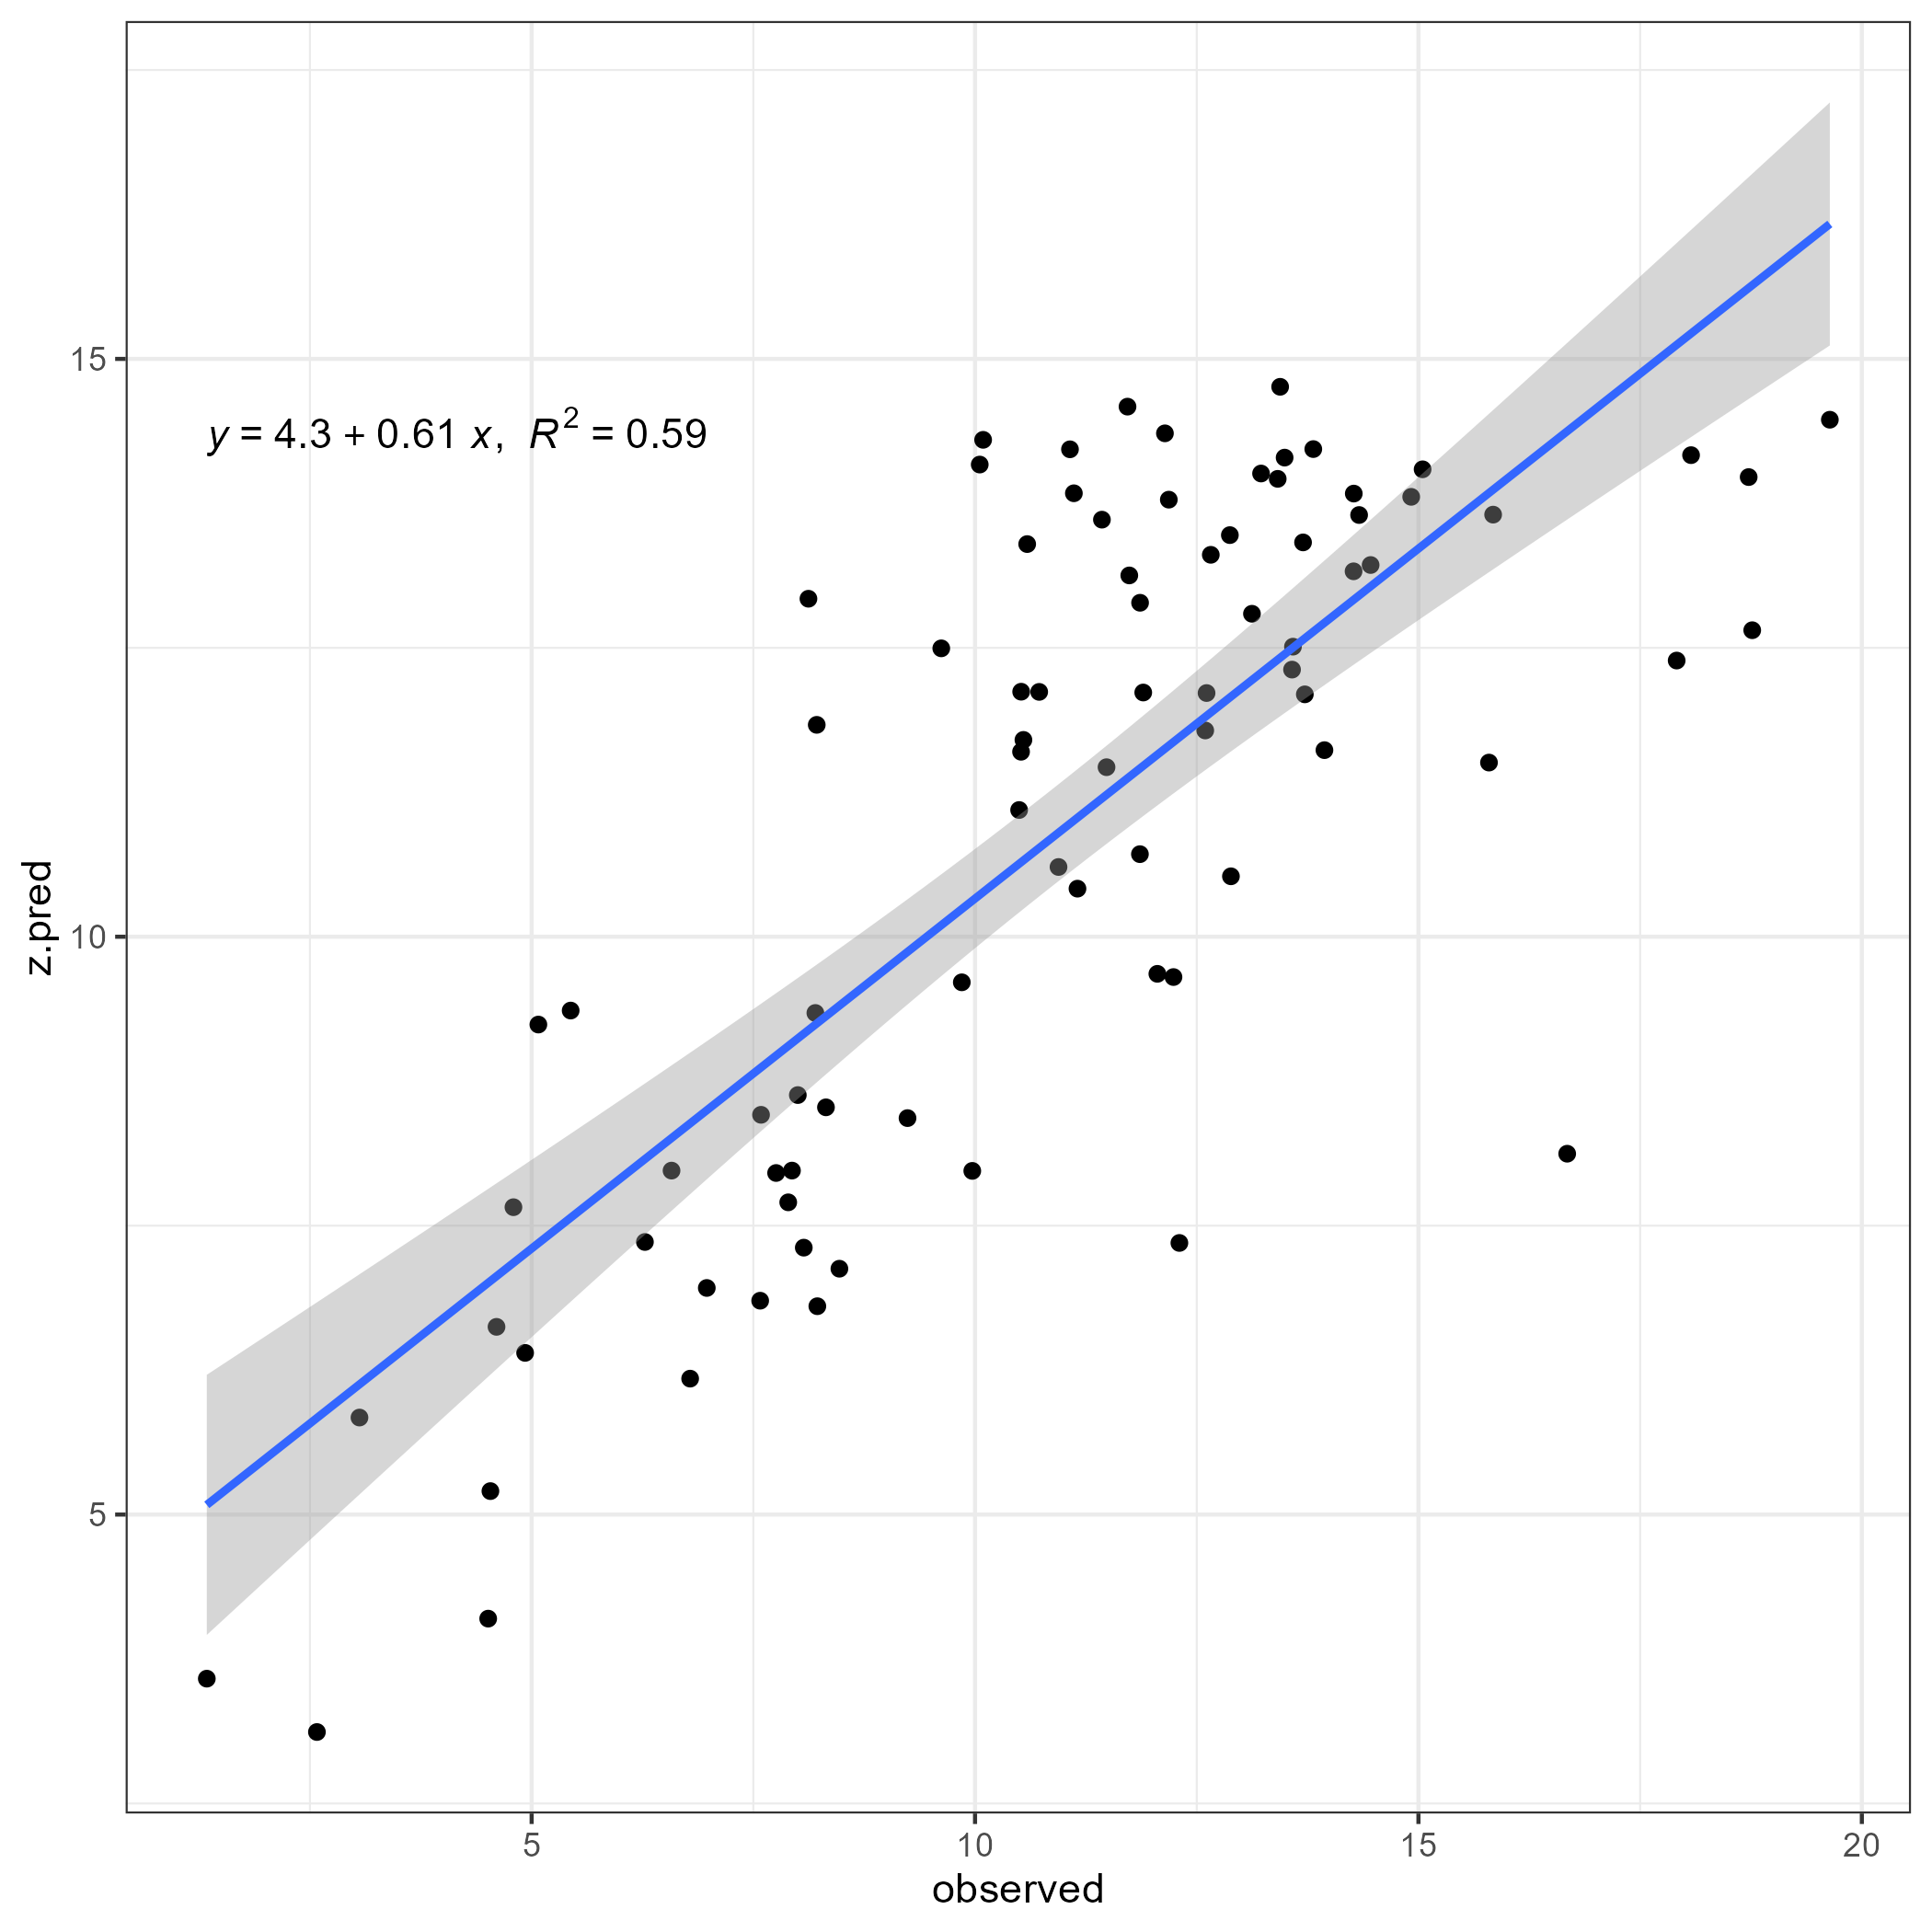 15
y = 4.3 + 0.61 x, R² = 0.59
z.pred
10
5
5 10 15 20
observed